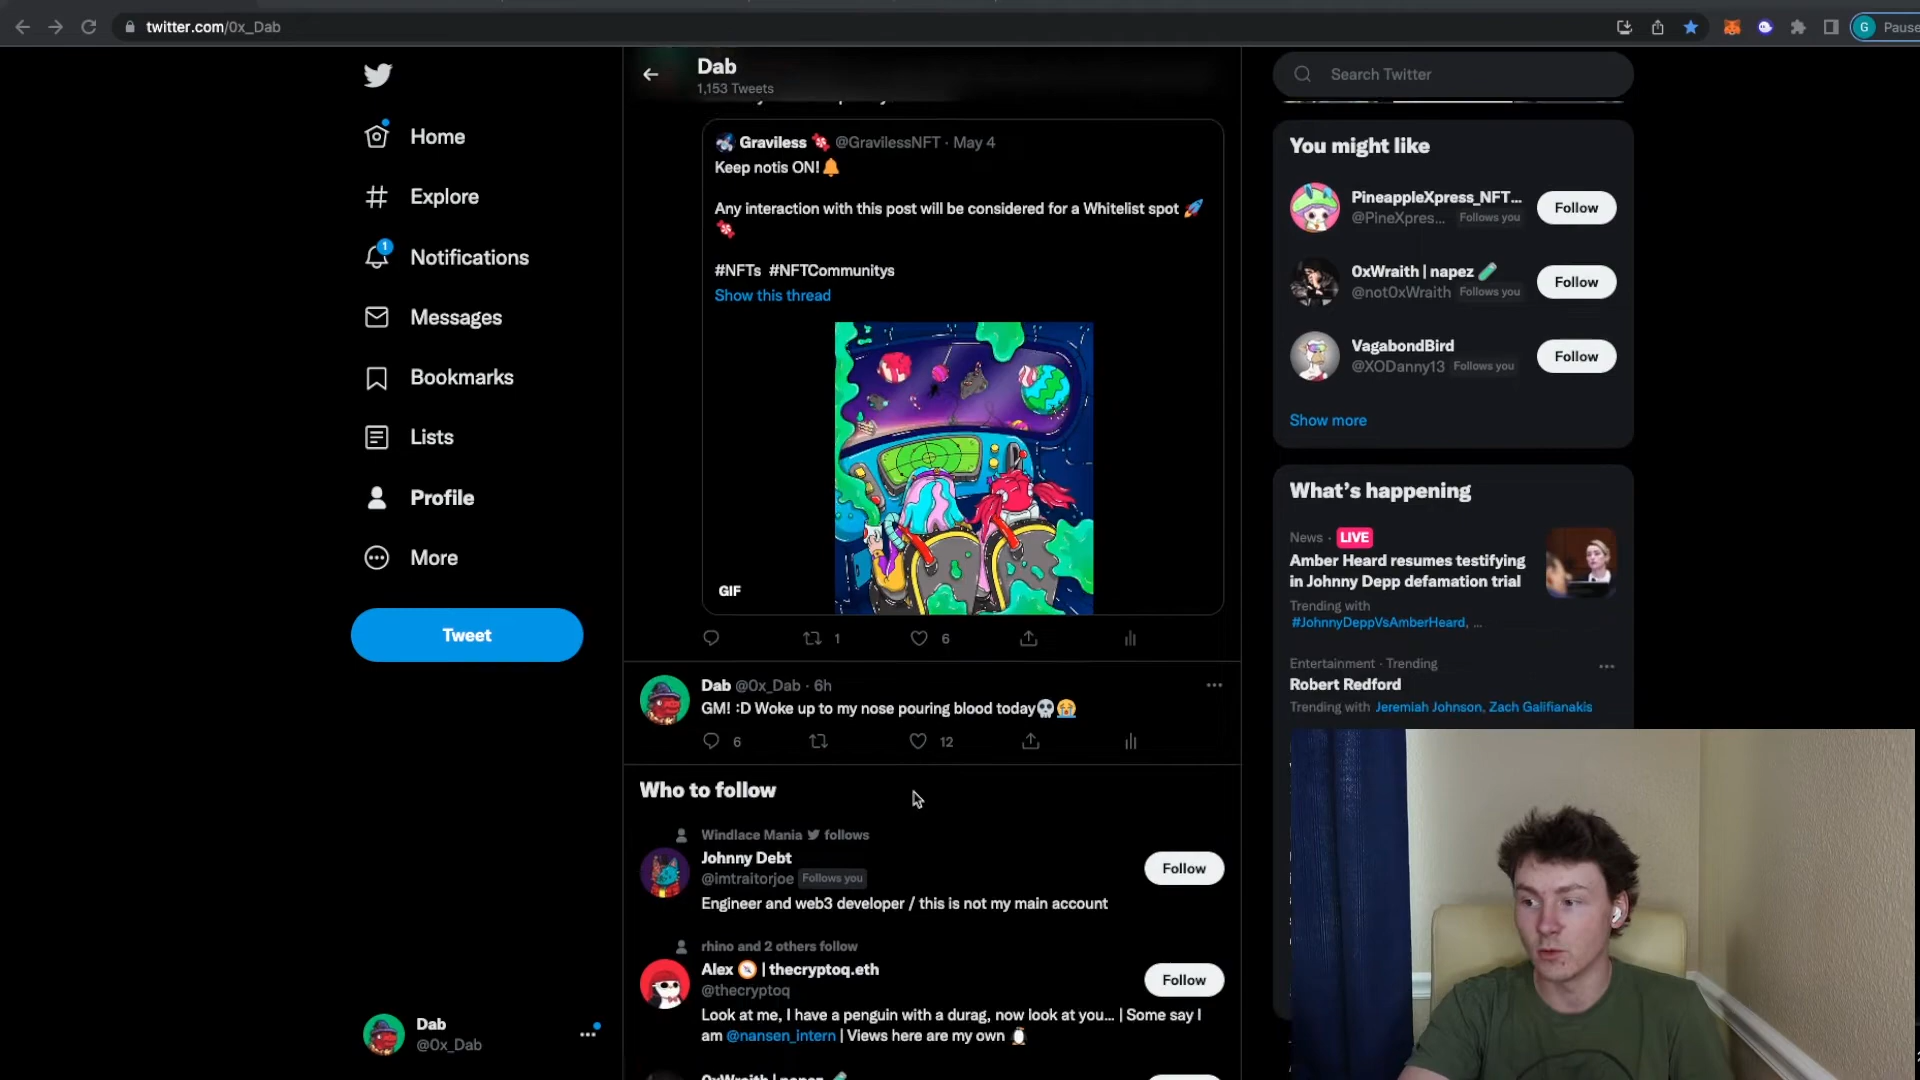 twitter.com/0x_Dab
G
Pause
Home
Explore
1
Notifications
Messages
Bookmarks
Lists
Profile
More
Tweet
Dab
@0x_Dab
Dab
1,153 Tweets
Graviless @GravilessNFT · May 4
Keep notis ON!
Any interaction with this post will be considered for a Whitelist spot
#NFTs #NFTCommunitys
Show this thread
GIF
1 6
Dab @0x_Dab · 6h
GM! :D Woke up to my nose pouring blood today
6 12
Who to follow
Windlace Mania follows
Johnny Debt
@imtraitorjoe Follows you
Follow
Engineer and web3 developer / this is not my main account
rhino and 2 others follow
Alex | thecryptoq.eth
@thecryptoq
Follow
Look at me, I have a penguin with a durag, now look at you... | Some say I
am @nansen_intern | Views here are my own
0xWraith | napez
Search Twitter
You might like
PineappleXpress_NFT...
@PineXpres... Follows you
Follow
0xWraith | napez
@not0xWraith Follows you
Follow
VagabondBird
@XODanny13 Follows you
Follow
Show more
What's happening
News · LIVE
Amber Heard resumes testifying
in Johnny Depp defamation trial
Trending with
#JohnnyDeppVsAmberHeard, ...
Entertainment · Trending
Robert Redford
Trending with Jeremiah Johnson, Zach Galifianakis